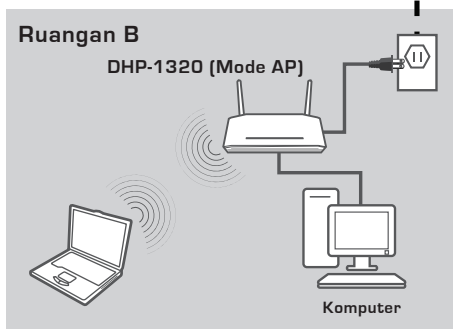 Ruangan B
DHP-1320 (Mode AP)
Komputer